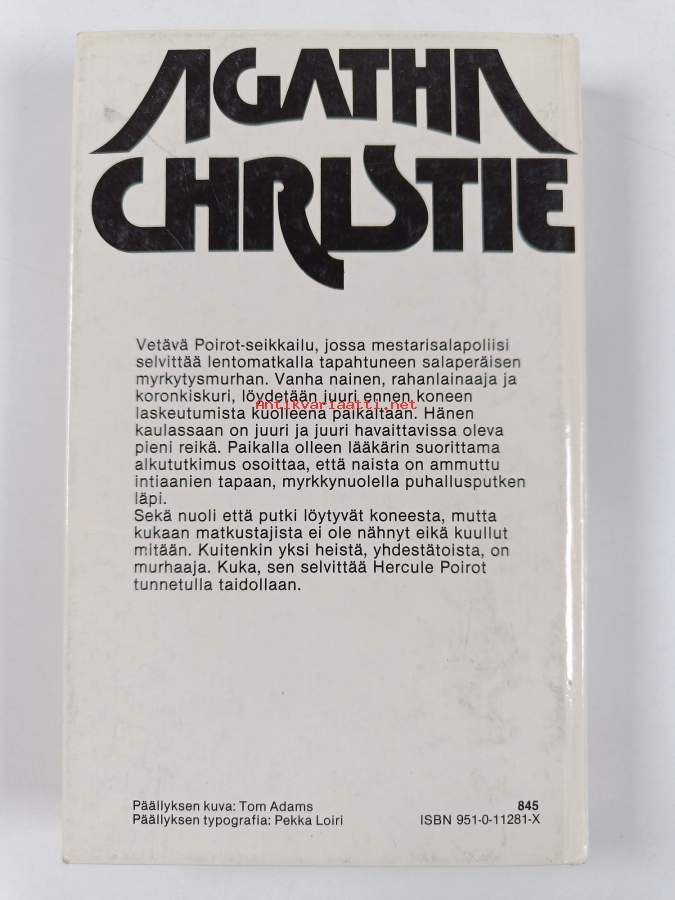 AGATHA
CHRISTIE
Vetävä Poirot-seikkailu, jossa mestarisalapoliisi
selvittää lentomatkalla tapahtuneen salaperäisen
myrkytysmurhan. Vanha nainen, rahanlainaaja ja
koronkiskuri, löydetään juuri ennen koneen
Antikvariaatti.net
laskeutumista kuolleena paikaltaan. Hänen
kaulassaan on juuri ja juuri havaittavissa oleva
pieni reikä. Paikalla olleen lääkärin suorittama
alkututkimus osoittaa, että naista on ammuttu
intiaanien tapaan, myrkkynuolella puhallusputken
läpi.
Sekä nuoli että putki löytyvät koneesta, mutta
kukaan matkustajista ei ole nähnyt eikä kuullut
mitään. Kuitenkin yksi heistä, yhdestätoista, on
murhaaja. Kuka, sen selvittää Hercule Poirot
tunnetulla taidollaan.
Päällyksen kuva: Tom Adams
Päällyksen typografia: Pekka Loiri
845
ISBN 951-0-11281-X